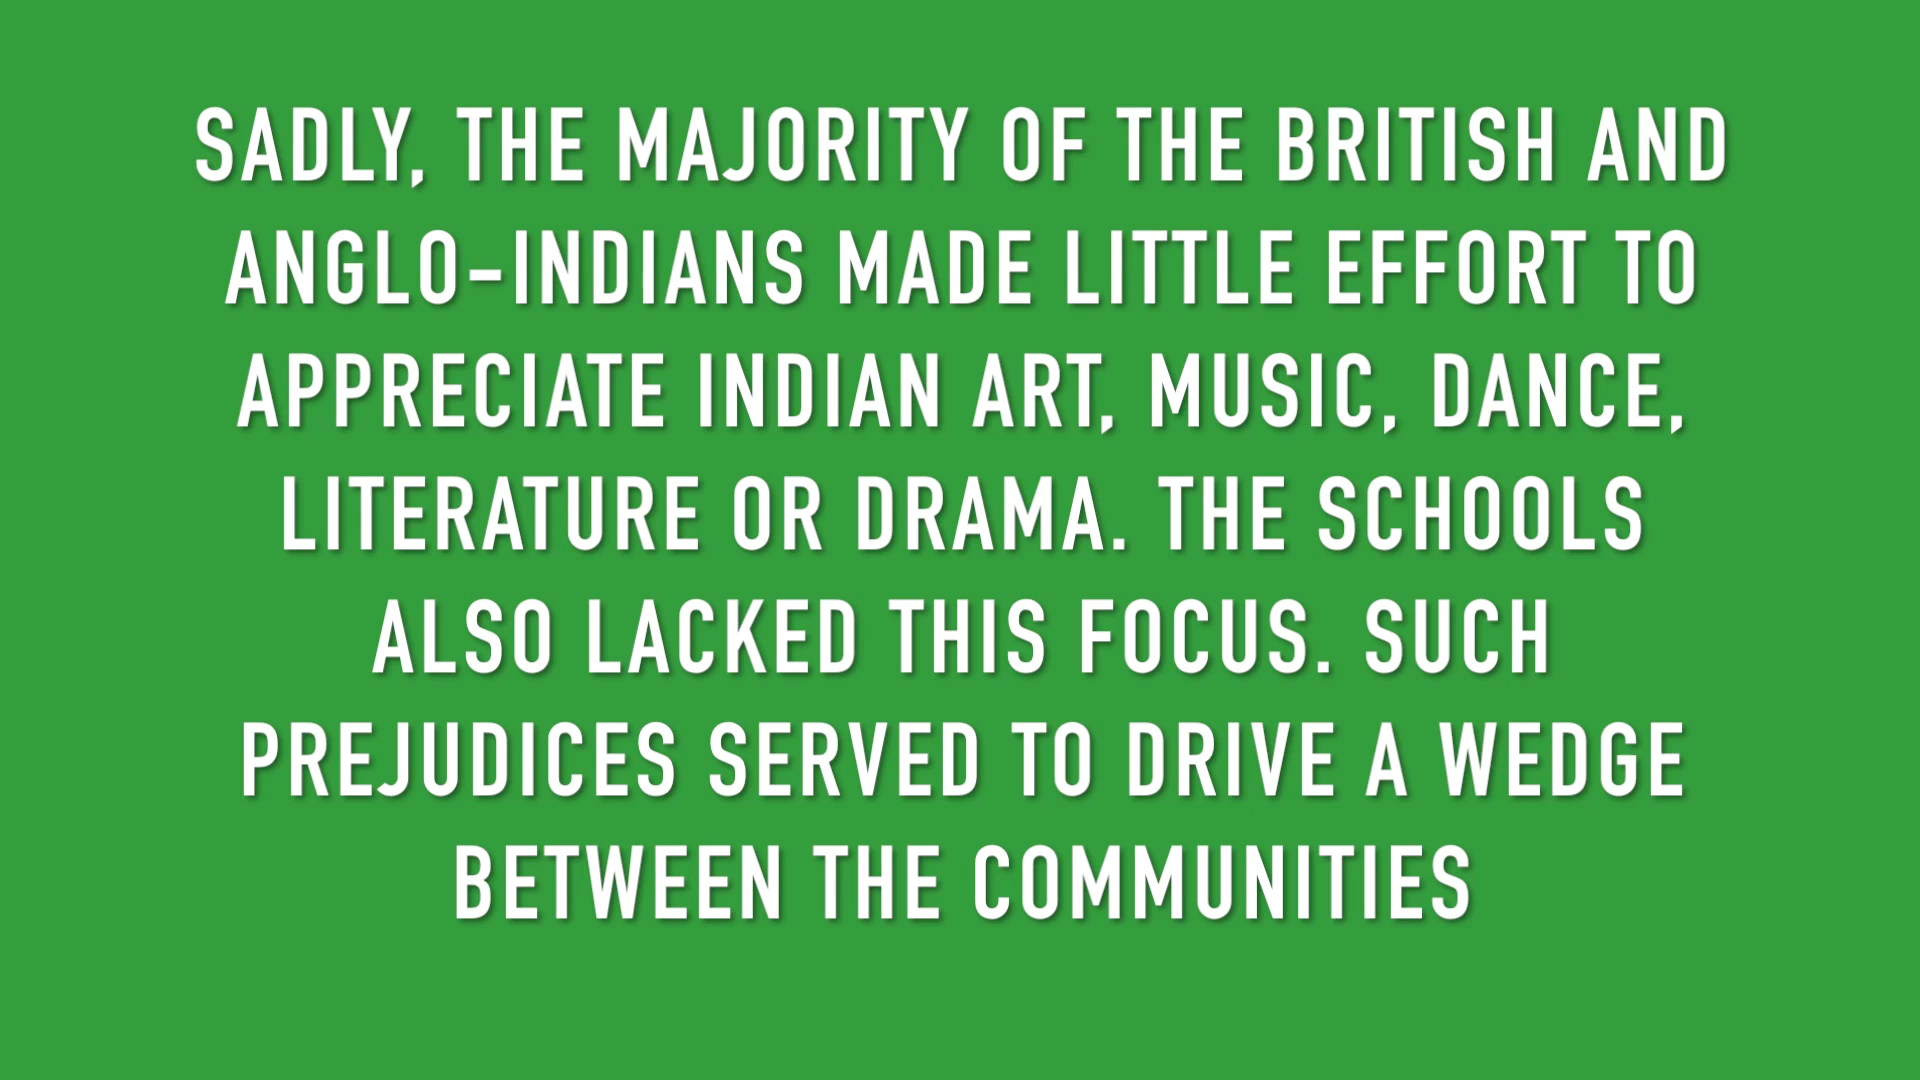 SADLY, THE MAJORITY OF THE BRITISH AND
ANGLO-INDIANS MADE LITTLE EFFORT TO
APPRECIATE INDIAN ART, MUSIC, DANCE,
LITERATURE OR DRAMA. THE SCHOOLS
ALSO LACKED THIS FOCUS. SUCH
PREJUDICES SERVED TO DRIVE A WEDGE
BETWEEN THE COMMUNITIES